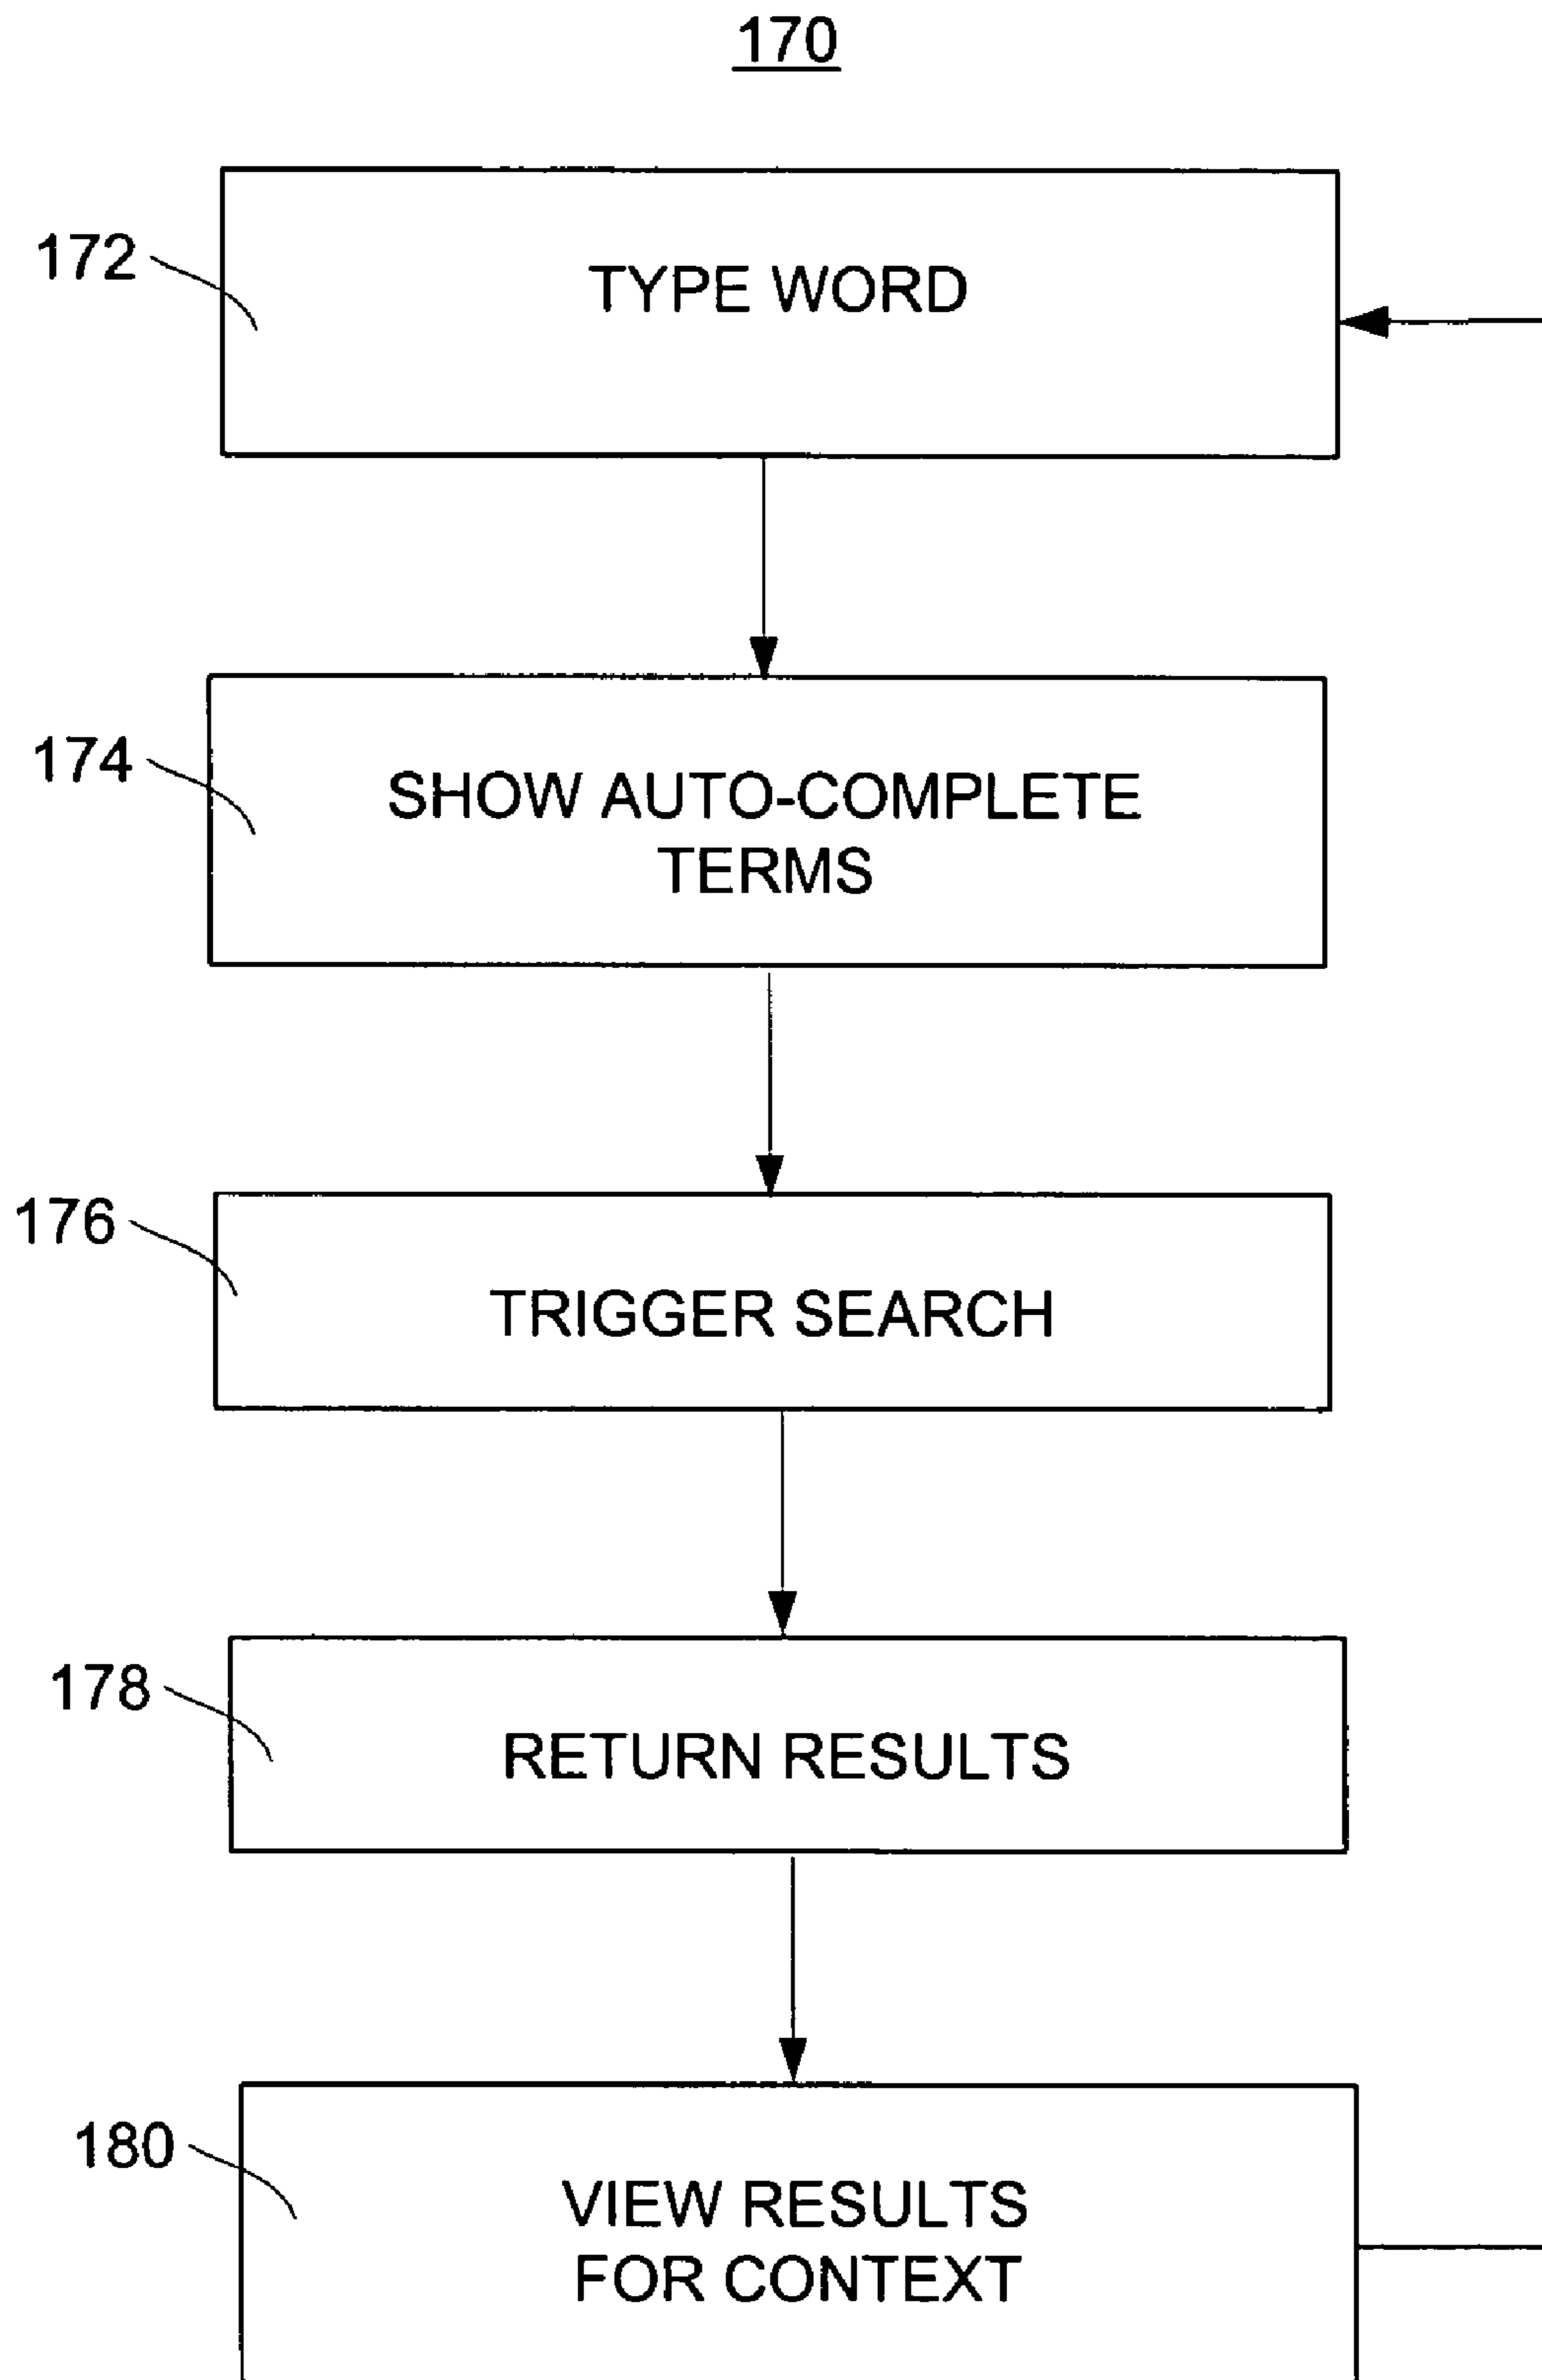 170
172
TYPE WORD
174
SHOW AUTO-COMPLETE
TERMS
176
TRIGGER SEARCH
178
RETURN RESULTS
180
VIEW RESULTS
FOR CONTEXT